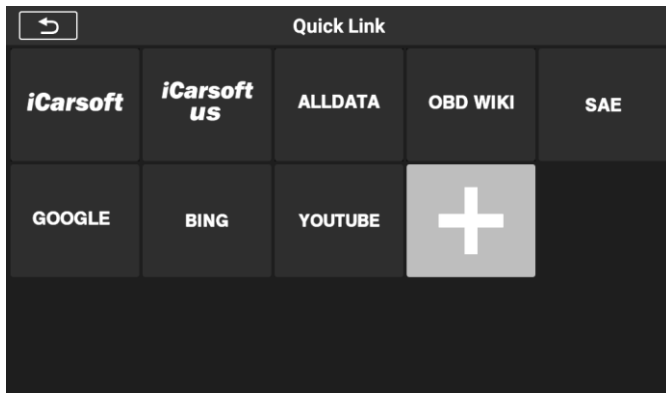 Quick Link
iCarsoft
iCarsoft
us
ALLDATA
OBD WIKI
SAE
GOOGLE
BING
YOUTUBE